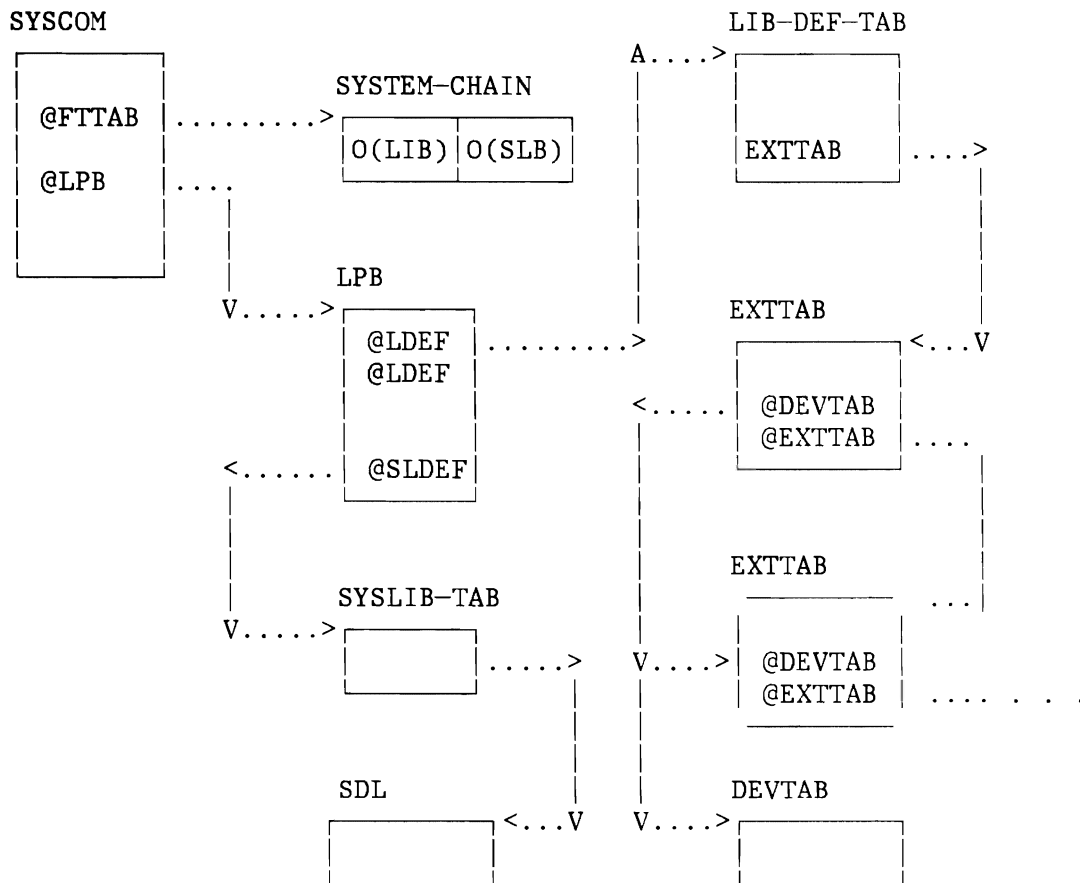 SYSCOM
LIB-DEF-TAB
A....>
SYSTEM-CHAIN
@FTTAB .........>
O(LIB) O(SLB)
EXTTAB ....>
@LPB ....
LPB
V.....>
EXTTAB
@LDEF .........>
<...V
@LDEF
<..... @DEVTAB
@EXTTAB ....
<...... @SLDEF
EXTTAB
SYSLIB-TAB
...
V.....>
.....> V....> @DEVTAB
@EXTTAB .... . .
SDL
DEVTAB
<...V V....>